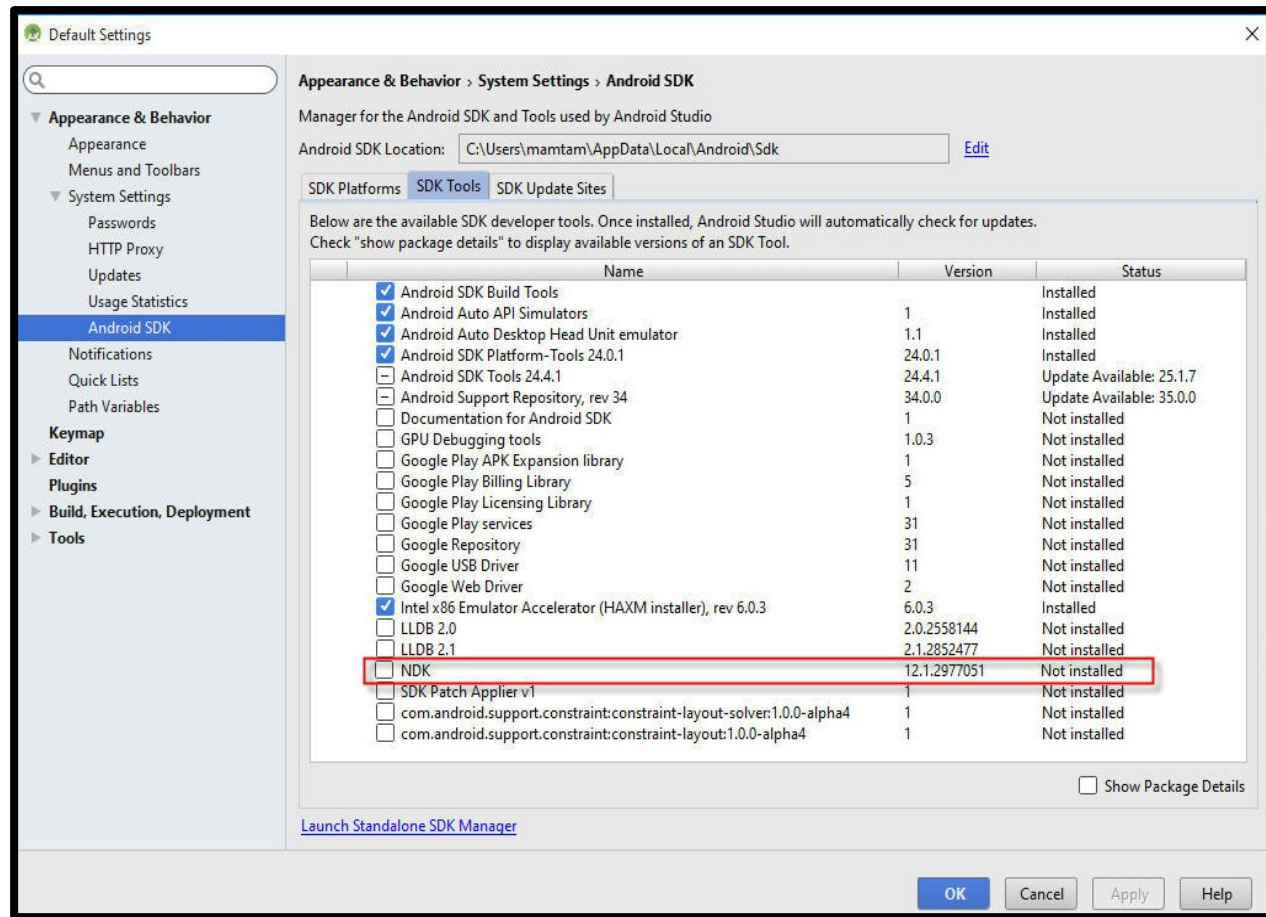 Default Settings
Appearance & Behavior
Appearance
Menus and Toolbars
System Settings
Passwords
HTTP Proxy
Updates
Usage Statistics
Android SDK
Notifications
Quick Lists
Path Variables
Keymap
Editor
Plugins
Build, Execution, Deployment
Tools
Appearance & Behavior › System Settings › Android SDK
Manager for the Android SDK and Tools used by Android Studio
Android SDK Location: C:\Users\mamtam\AppData\Local\Android\Sdk Edit
SDK Platforms SDK Tools SDK Update Sites
Below are the available SDK developer tools. Once installed, Android Studio will automatically check for updates.
Check "show package details" to display available versions of an SDK Tool.
Name Version Status
Android SDK Build Tools Installed
Android Auto API Simulators 1 Installed
Android Auto Desktop Head Unit emulator 1.1 Installed
Android SDK Platform-Tools 24.0.1 24.0.1 Installed
Android SDK Tools 24.4.1 24.4.1 Update Available: 25.1.7
Android Support Repository, rev 34 34.0.0 Update Available: 35.0.0
Documentation for Android SDK 1 Not installed
GPU Debugging tools 1.0.3 Not installed
Google Play APK Expansion library 1 Not installed
Google Play Billing Library 5 Not installed
Google Play Licensing Library 1 Not installed
Google Play services 31 Not installed
Google Repository 31 Not installed
Google USB Driver 11 Not installed
Google Web Driver 2 Not installed
Intel x86 Emulator Accelerator (HAXM installer), rev 6.0.3 6.0.3 Installed
LLDB 2.0 2.0.2558144 Not installed
LLDB 2.1 2.1.2852477 Not installed
NDK 12.1.2977051 Not installed
SDK Patch Applier v1 1 Not installed
com.android.support.constraint:constraint-layout-solver:1.0.0-alpha4 1 Not installed
com.android.support.constraint:constraint-layout:1.0.0-alpha4 1 Not installed
Show Package Details
Launch Standalone SDK Manager
OK Cancel Apply Help